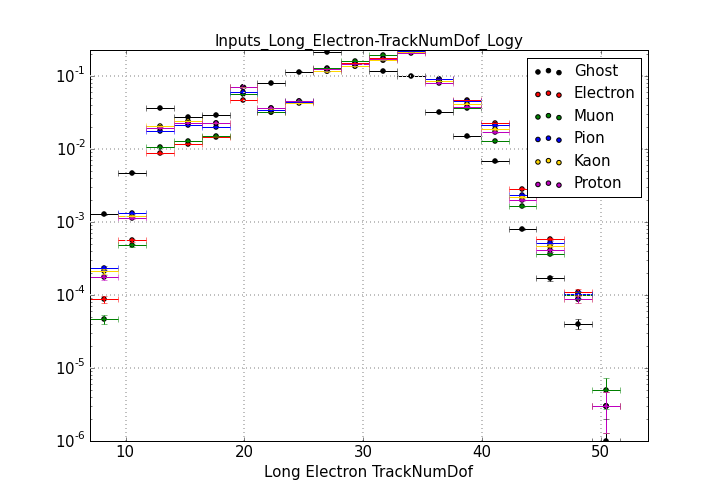 Inputs_Long_Electron-TrackNumDof_Logy
10^-1
10^-2
10^-3
10^-4
10^-5
10^-6
Ghost
Electron
Muon
Pion
Kaon
Proton
10 20 30 40 50
Long Electron TrackNumDof